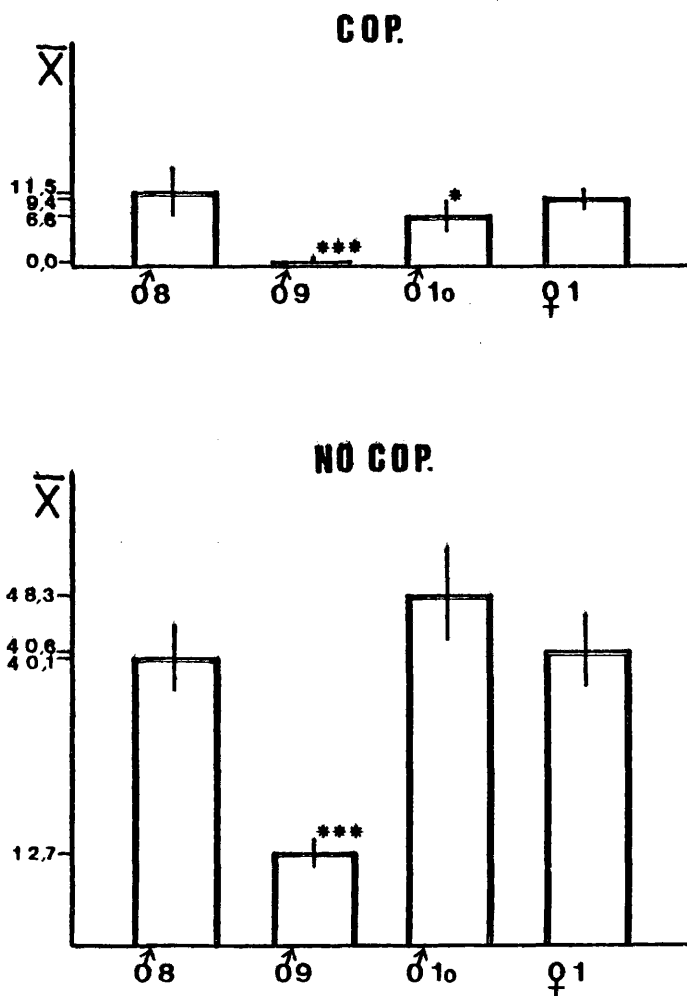 COP.
X̄
11,5
9,4
6,6
0,0
*** *
♂8 ♂9 ♂10 ♀1
NO COP.
X̄
48,3
40,6
40,1
12,7
***
♂8 ♂9 ♂10 ♀1